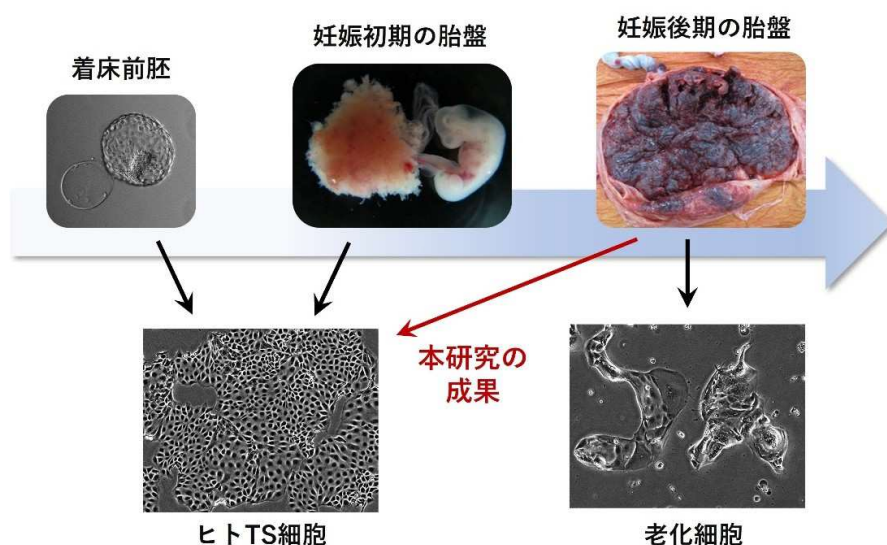 着床前胚
妊娠初期の胎盤
妊娠後期の胎盤
本研究の
成果
ヒトTS細胞
老化細胞